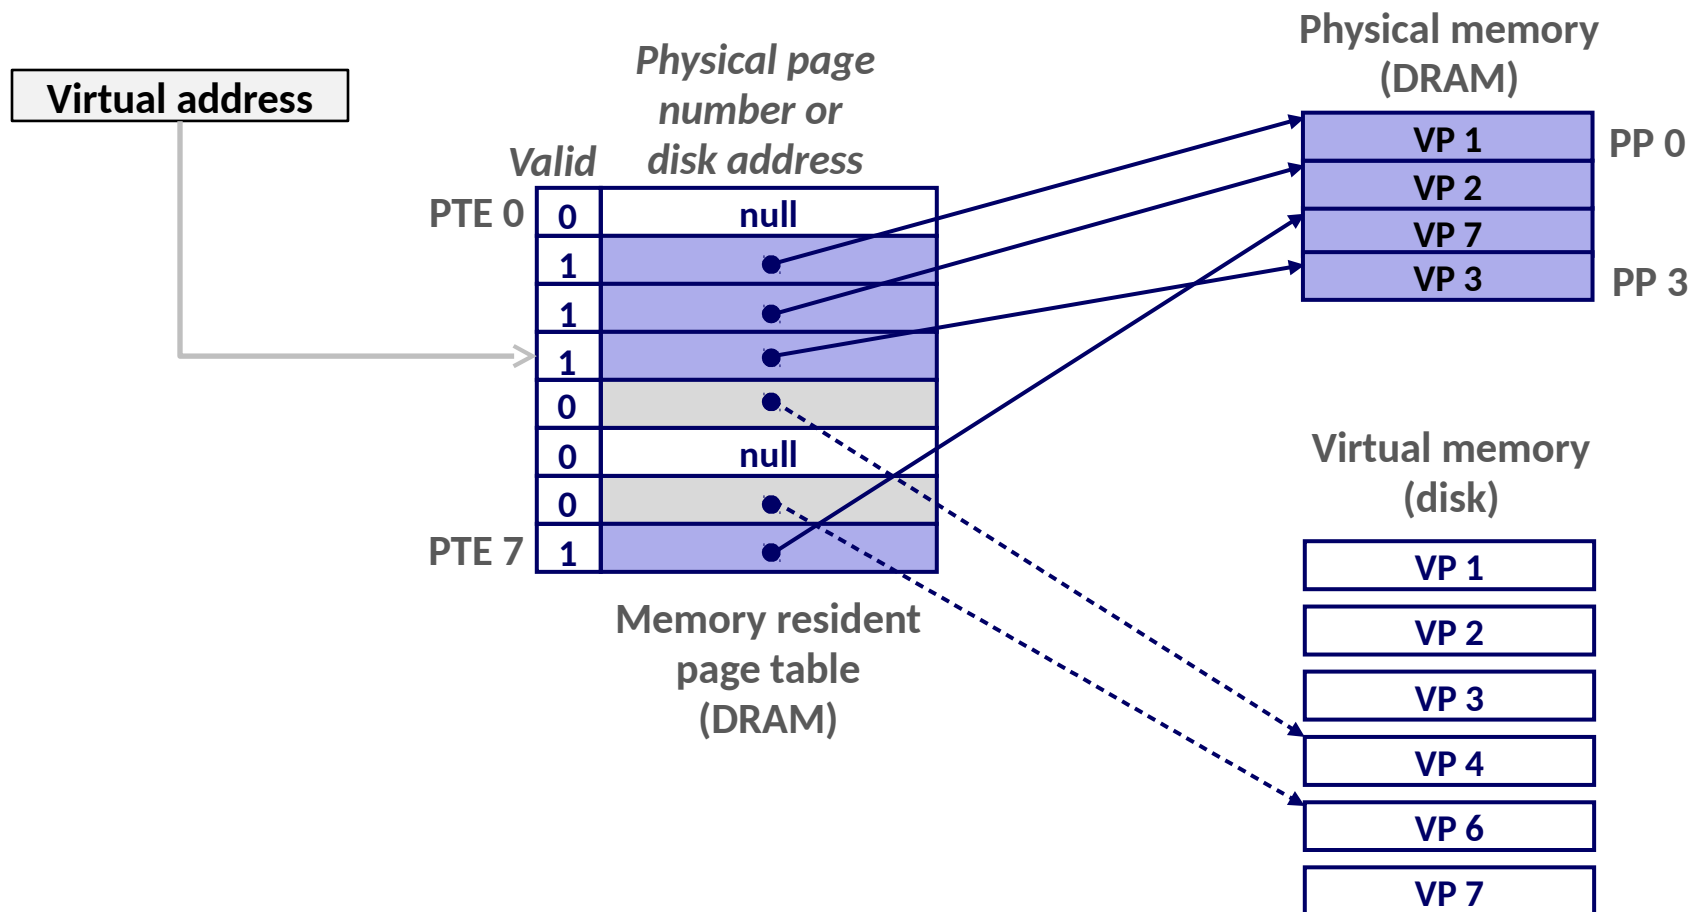 Virtual address
Physical page
number or
disk address
Valid
PTE 0
0
null
1
1
1
0
0
null
0
PTE 7
1
Memory resident
page table
(DRAM)
Physical memory
(DRAM)
VP 1
PP 0
VP 2
VP 7
VP 3
PP 3
Virtual memory
(disk)
VP 1
VP 2
VP 3
VP 4
VP 6
VP 7